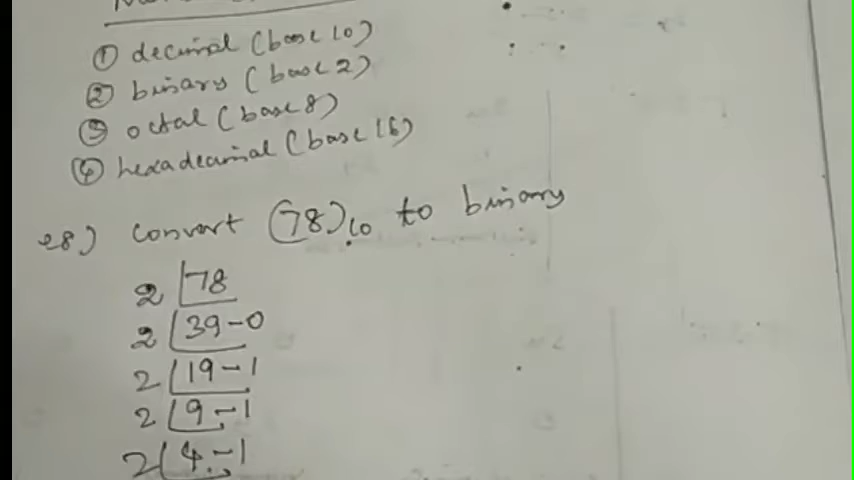 ① decimal (base 10)
② binary (base 2)
③ octal (base 8)
④ hexadecimal (base 16)
eg) convert (78)10 to binary
2 | 78
2 | 39 - 0
2 | 19 - 1
2 | 9 - 1
2 | 4 - 1